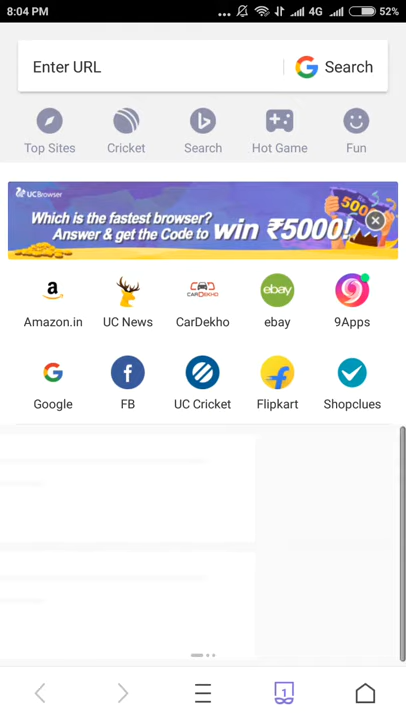 8:04 PM ... 4G 52%
Enter URL Search
Top Sites Cricket Search Hot Game Fun
UCBrowser
500
Which is the fastest browser?
Answer & get the Code to win ₹5000!
CARDEKHO ebay
Amazon.in UC News CarDekho ebay 9Apps
Google FB UC Cricket Flipkart Shopclues
1